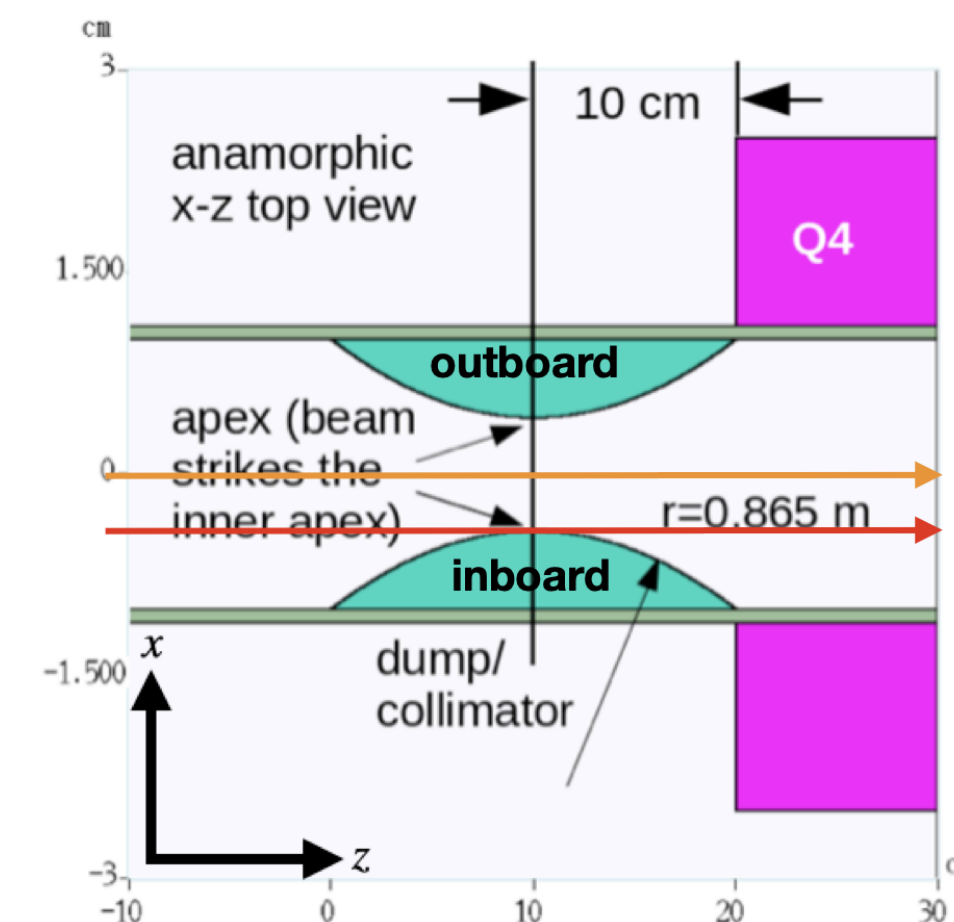 cm
3
10 cm
anamorphic
x-z top view
Q4
1.500
outboard
apex (beam
strikes the
inner apex)
0
r=0.865 m
inboard
x
-1.500
dump/
collimator
z
-3
-10
0
10
20
30